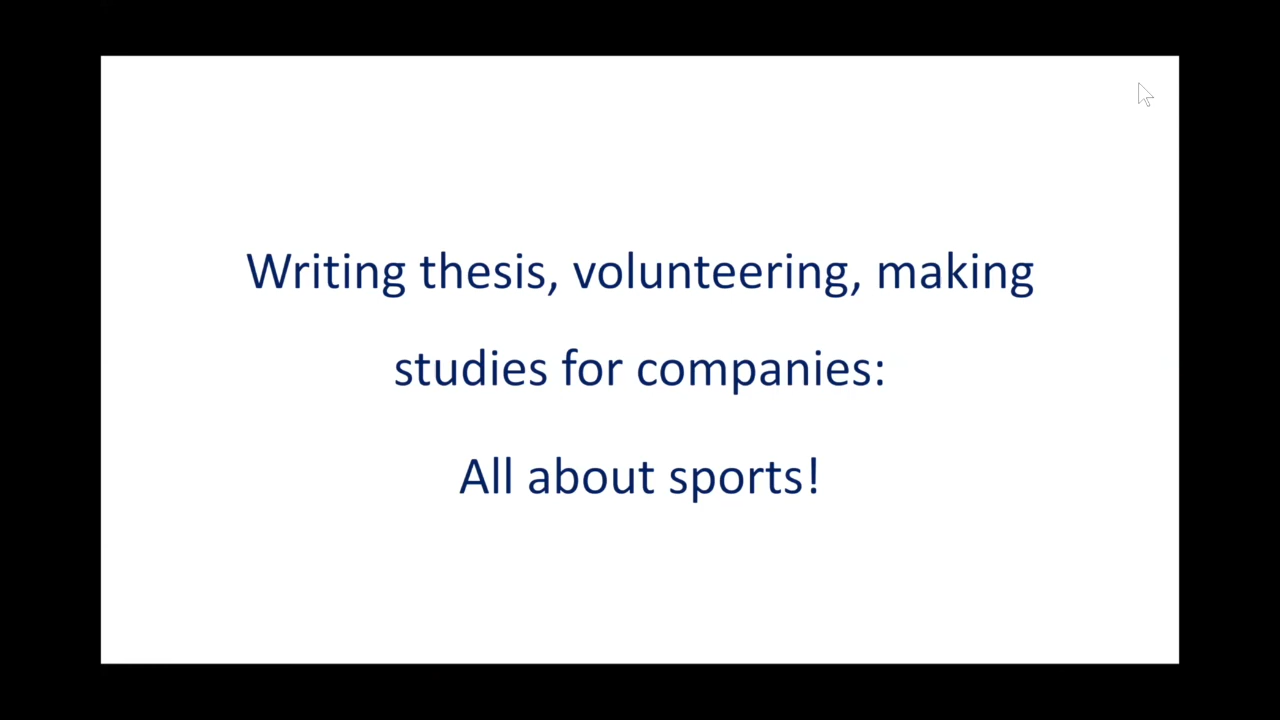 Writing thesis, volunteering, making
studies for companies:
All about sports!